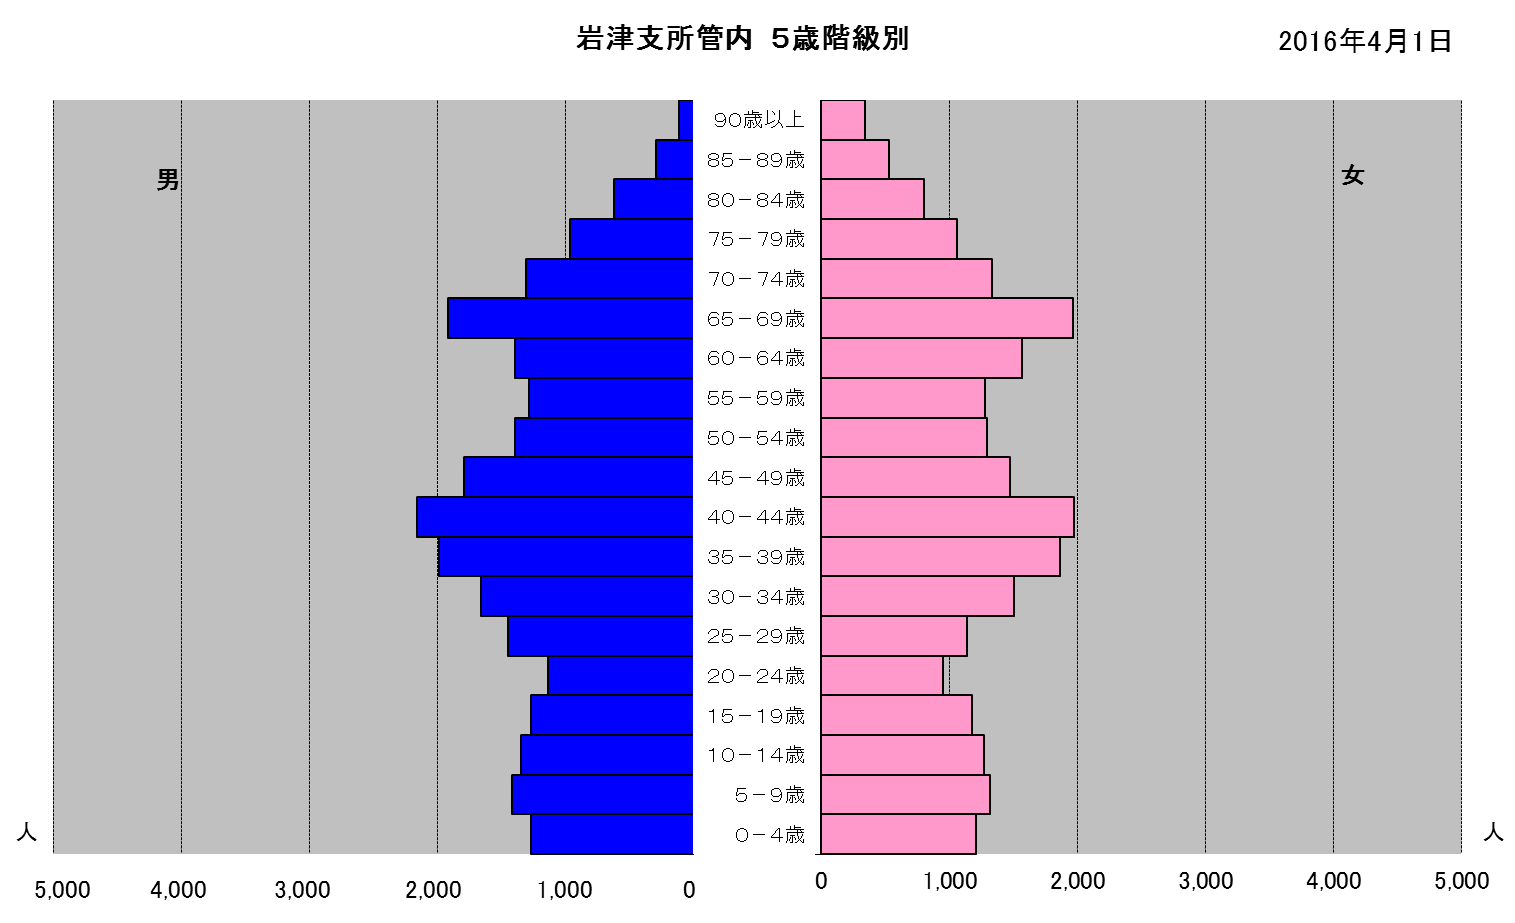 岩津支所管内 ５歳階級別
2016年4月1日
男
女
９０歳以上
８５－８９歳
８０－８４歳
７５－７９歳
７０－７４歳
６５－６９歳
６０－６４歳
５５－５９歳
５０－５４歳
４５－４９歳
４０－４４歳
３５－３９歳
３０－３４歳
２５－２９歳
２０－２４歳
１５－１９歳
１０－１４歳
５－９歳
０－４歳
人
人
5,000 4,000 3,000 2,000 1,000 0
0 1,000 2,000 3,000 4,000 5,000